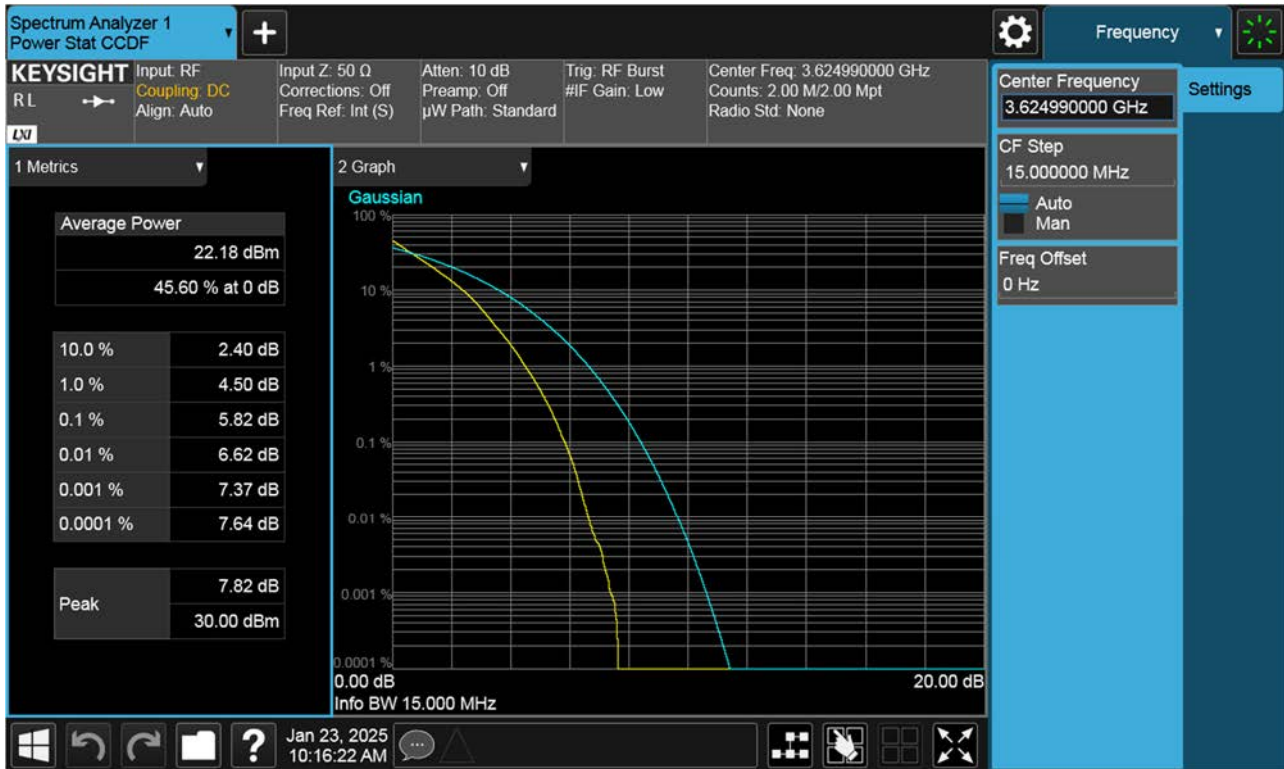 Spectrum Analyzer 1
Power Stat CCDF
+
Frequency
KEYSIGHT
RL
LXI
Input: RF
Coupling: DC
Align: Auto
Input Z: 50 Ω
Corrections: Off
Freq Ref: Int (S)
Atten: 10 dB
Preamp: Off
µW Path: Standard
Trig: RF Burst
#IF Gain: Low
Center Freq: 3.624990000 GHz
Counts: 2.00 M/2.00 Mpt
Radio Std: None
Center Frequency
3.624990000 GHz
Settings
CF Step
15.000000 MHz
Auto
Man
Freq Offset
0 Hz
1 Metrics
Average Power
22.18 dBm
45.60 % at 0 dB
10.0 % 2.40 dB
1.0 % 4.50 dB
0.1 % 5.82 dB
0.01 % 6.62 dB
0.001 % 7.37 dB
0.0001 % 7.64 dB
Peak
7.82 dB
30.00 dBm
2 Graph
Gaussian
100 %
10 %
1 %
0.1 %
0.01 %
0.001 %
0.0001 %
0.00 dB 20.00 dB
Info BW 15.000 MHz
?
Jan 23, 2025
10:16:22 AM